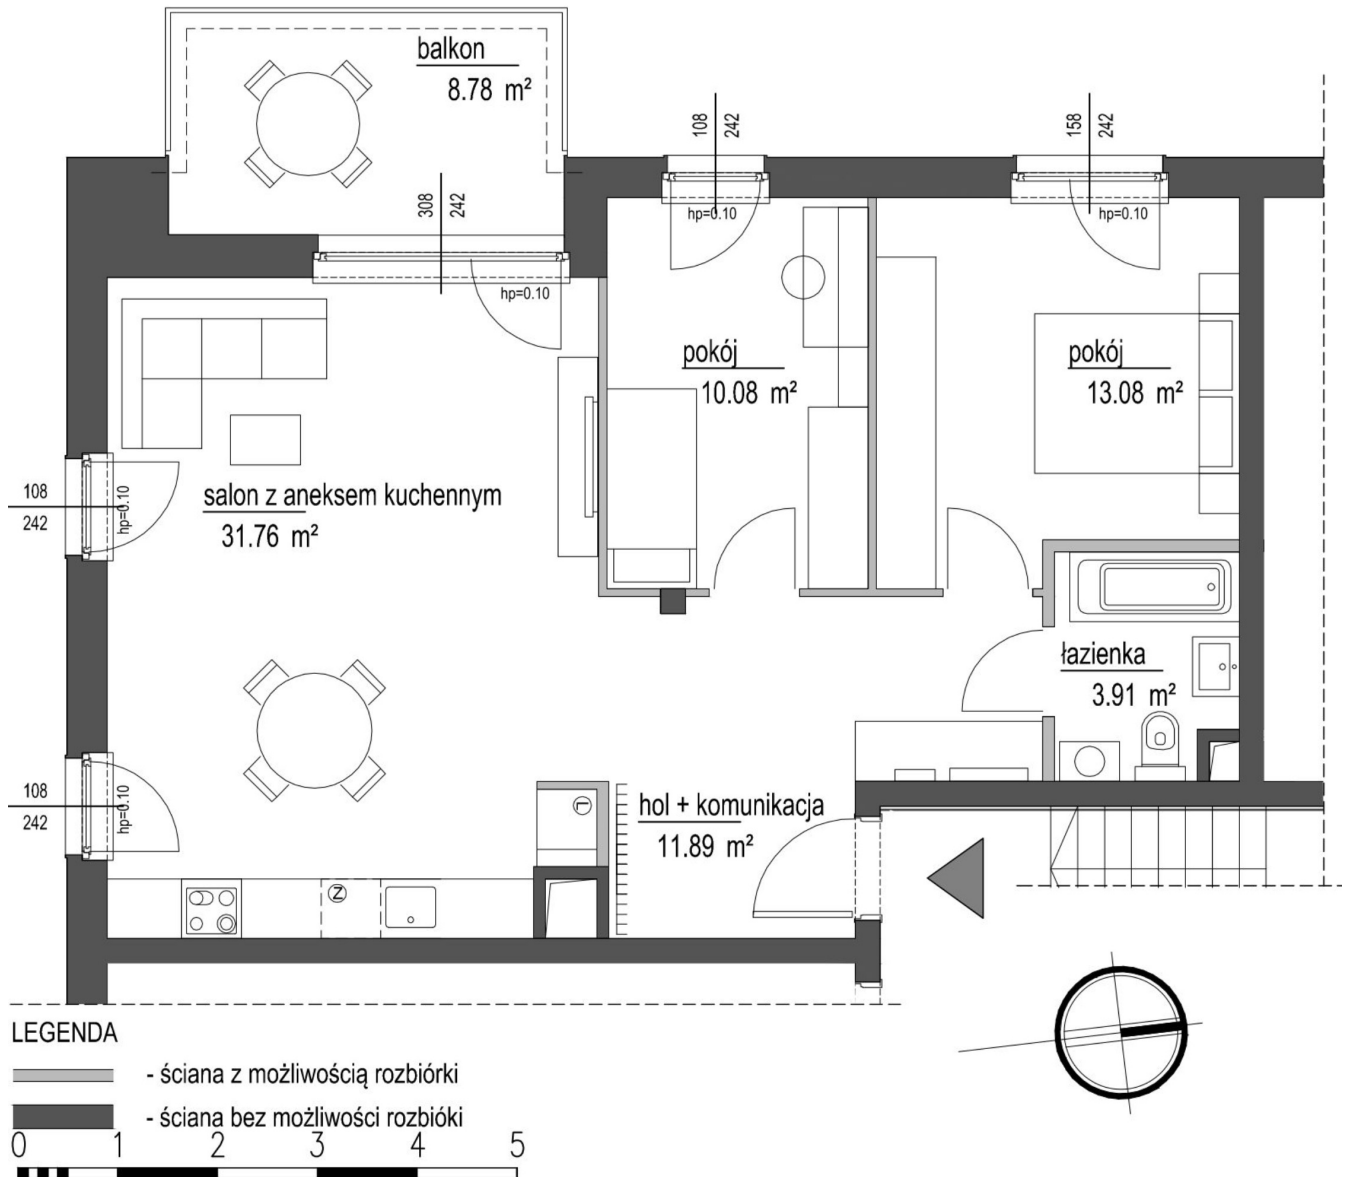 balkon
8.78 m²
108
242
158
242
308
242
hp=0.10
hp=0.10
hp=0.10
pokój
10.08 m²
pokój
13.08 m²
108
242
hp=0.10
salon z aneksem kuchennym
31.76 m²
łazienka
3.91 m²
108
242
hp=0.10
L
hol + komunikacja
11.89 m²
Z
LEGENDA
- ściana z możliwością rozbiórki
- ściana bez możliwości rozbióki
0 1 2 3 4 5